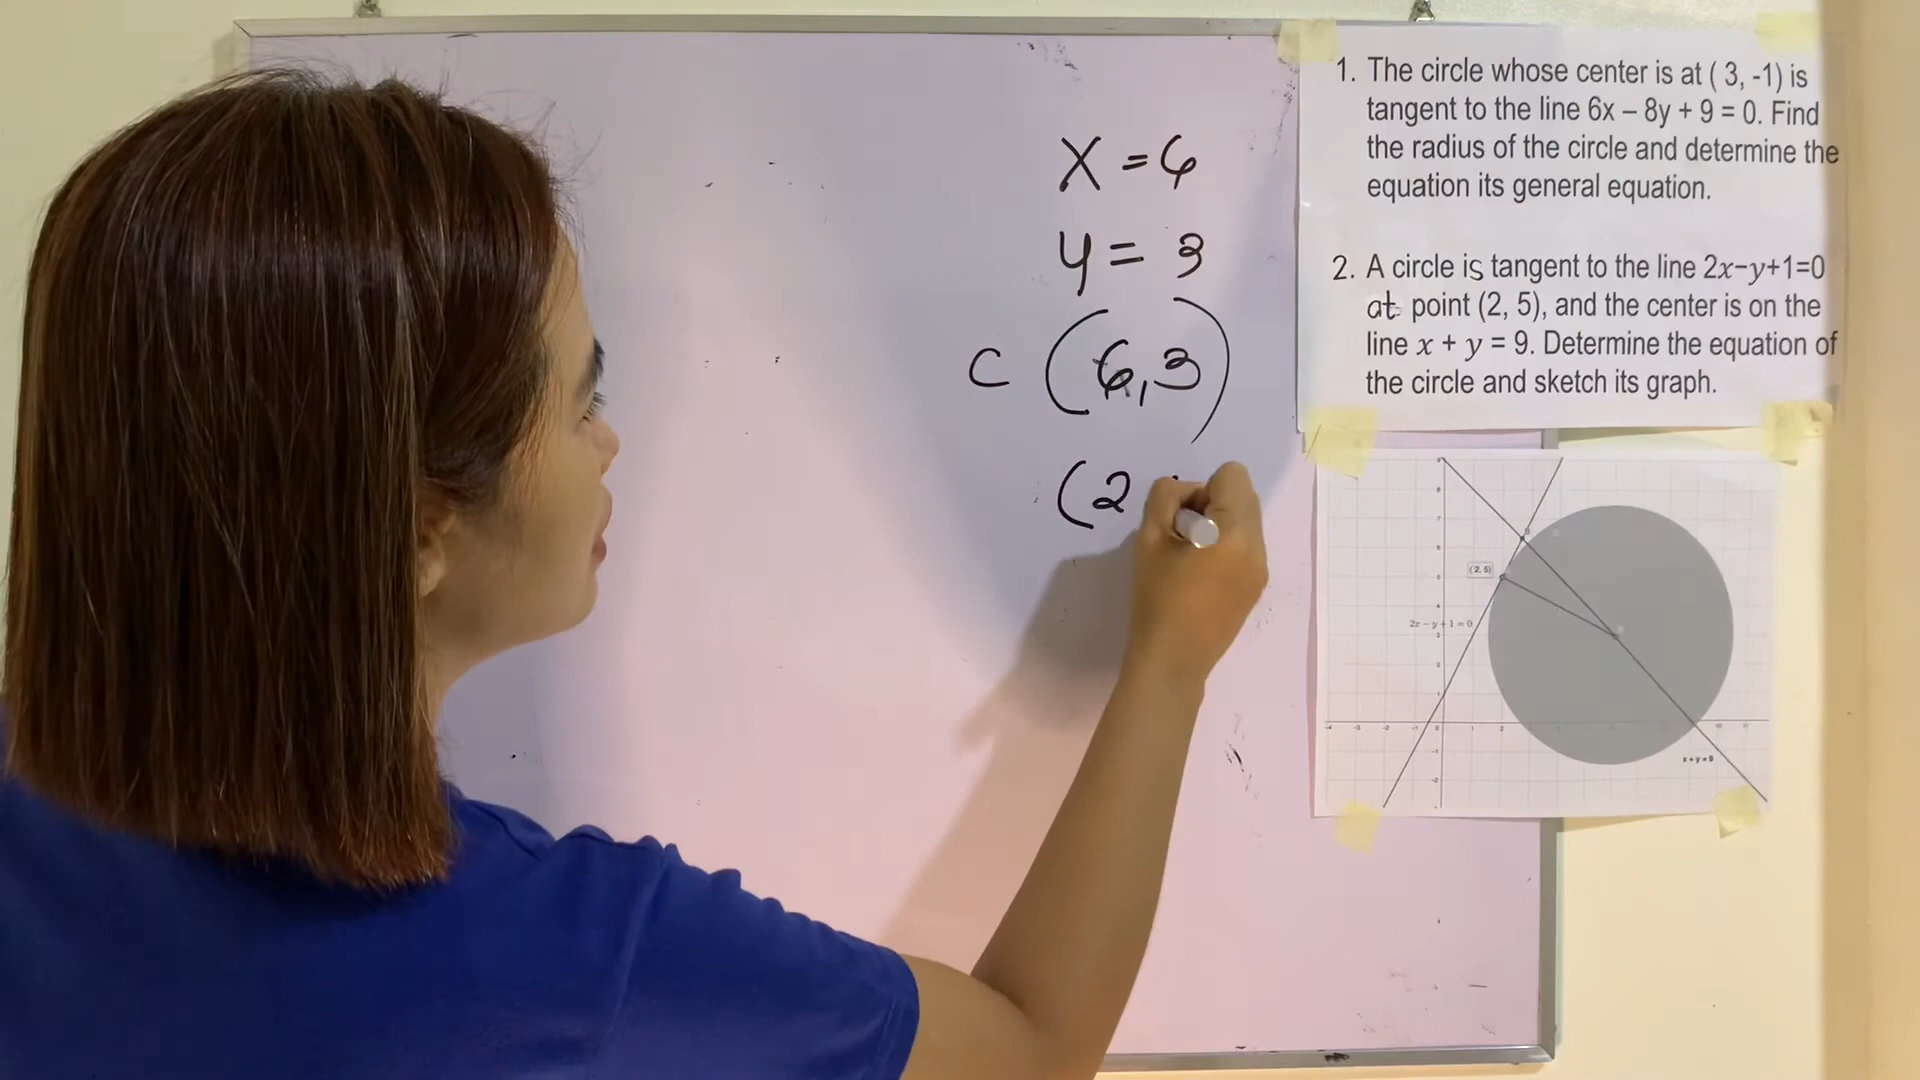 x = 6
y = 3
C (6,3)
(2
1. The circle whose center is at ( 3, -1) is
tangent to the line 6x – 8y + 9 = 0. Find
the radius of the circle and determine the
equation its general equation.
2. A circle is tangent to the line 2x−y+1=0
at point (2, 5), and the center is on the
line x + y = 9. Determine the equation of
the circle and sketch its graph.
(2, 5)
2x − y + 1 = 0
x + y = 9